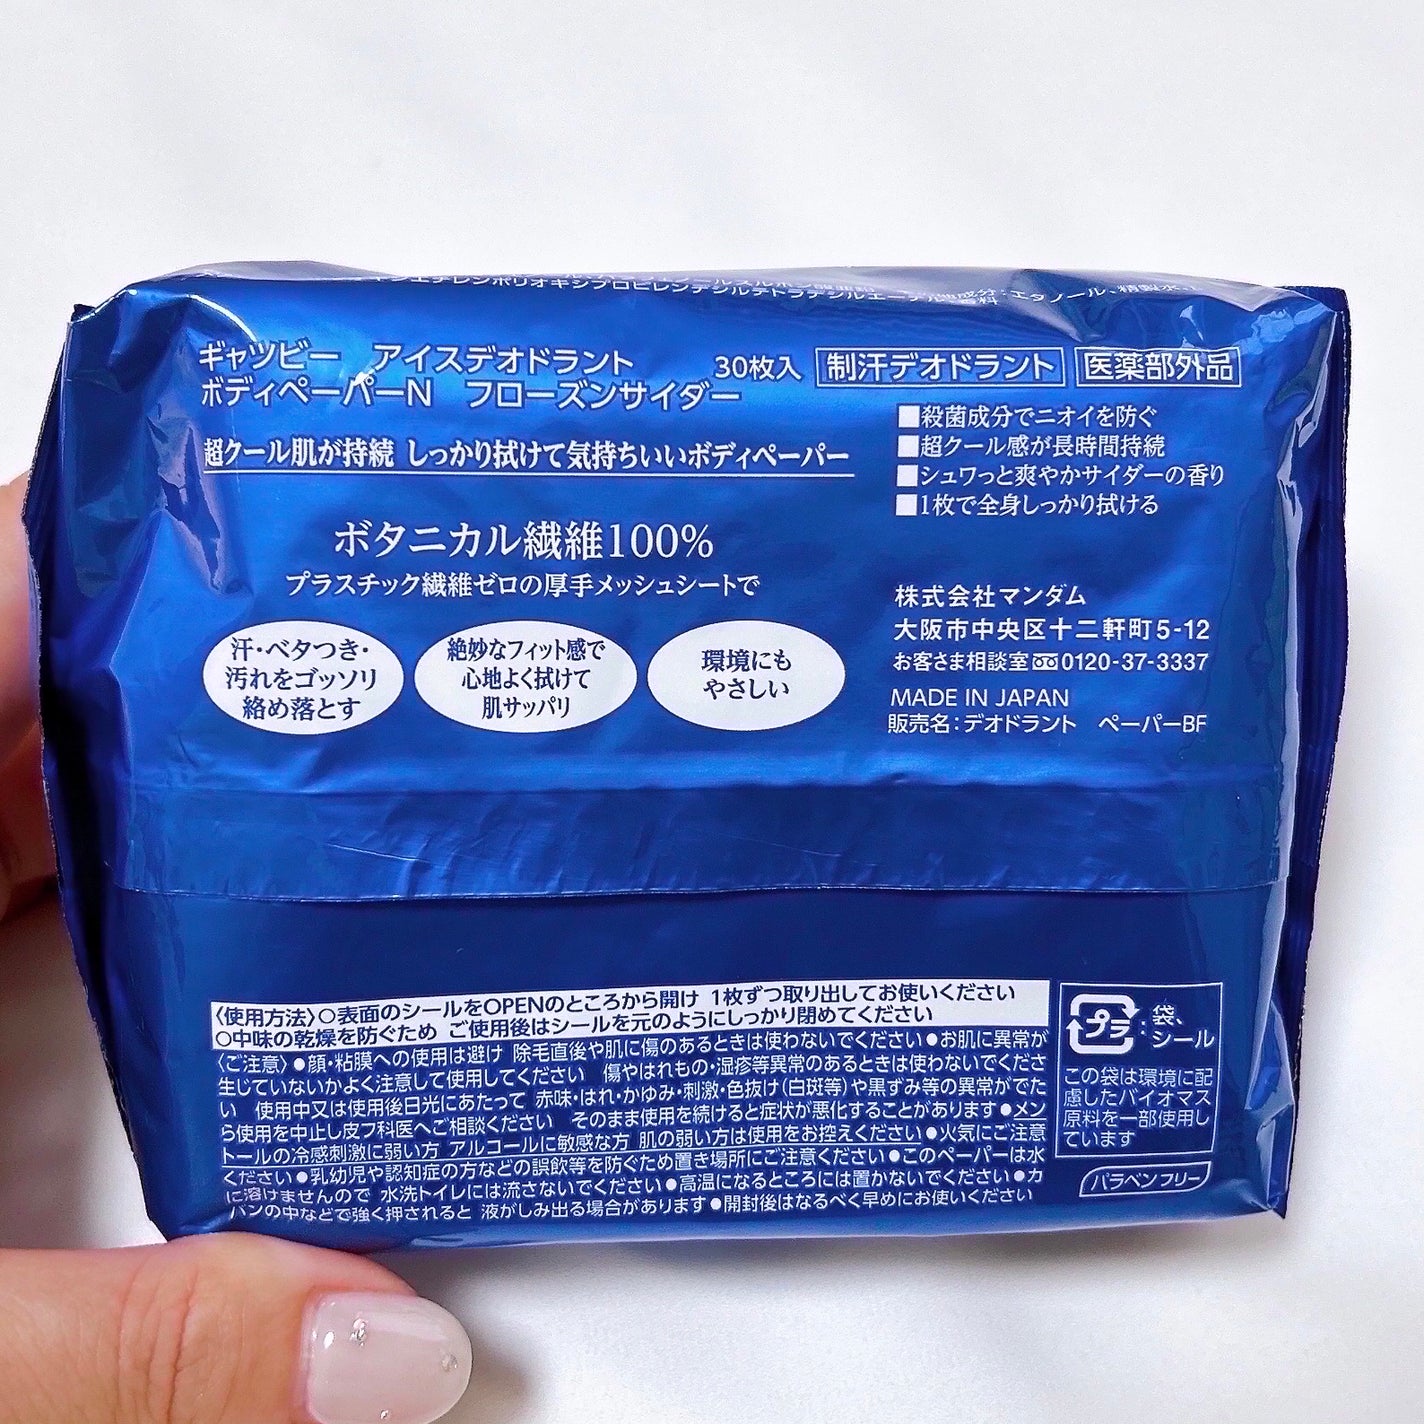 ギャツビー　アイスデオドラント
ボディペーパーN　フローズンサイダー
30枚入
制汗デオドラント
医薬部外品
超クール肌が持続 しっかり拭けて気持ちいいボディペーパー
■殺菌成分でニオイを防ぐ
■超クール感が長時間持続
■シュワっと爽やかサイダーの香り
■1枚で全身しっかり拭ける
ボタニカル繊維100%
プラスチック繊維ゼロの厚手メッシュシートで
汗・ベタつき・
汚れをゴッソリ
絡め落とす
絶妙なフィット感で
心地よく拭けて
肌サッパリ
環境にも
やさしい
株式会社マンダム
大阪市中央区十二軒町5-12
お客さま相談室 0120-37-3337
MADE IN JAPAN
販売名：デオドラント　ペーパーBF
〈使用方法〉○表面のシールをOPENのところから開け 1枚ずつ取り出してお使いください
○中味の乾燥を防ぐため ご使用後はシールを元のようにしっかり閉めてください
〈ご注意〉●顔・粘膜への使用は避け 除毛直後や肌に傷のあるときは使わないでください●お肌に異常が
生じていないかよく注意して使用してください　傷やはれもの・湿疹等異常のあるときは使わないでくださ
い　使用中又は使用後日光にあたって 赤味・はれ・かゆみ・刺激・色抜け(白斑等)や黒ずみ等の異常がでた
ら使用を中止し皮フ科医へご相談ください　そのまま使用を続けると症状が悪化することがあります●メン
トールの冷感刺激に弱い方 アルコールに敏感な方 肌の弱い方は使用をお控えください●火気にご注意
ください●乳幼児や認知症の方などの誤飲等を防ぐため置き場所にご注意ください●このペーパーは水
に溶けませんので 水洗トイレには流さないでください●高温になるところには置かないでください●カ
バンの中などで強く押されると 液がしみ出る場合があります●開封後はなるべく早めにお使いください
プラ：袋、
シール
この袋は環境に配
慮したバイオマス
原料を一部使用し
ています
パラベンフリー